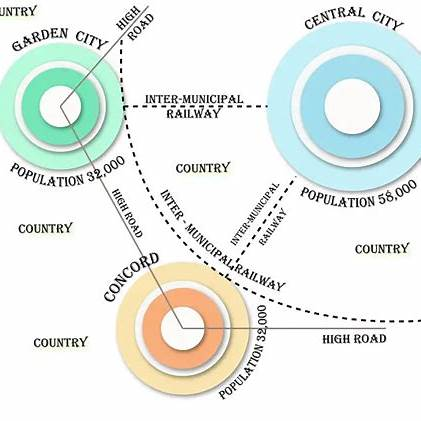 UNTRY
HIGH
ROAD
GARDEN CITY
CENTRAL CITY
INTER-MUNICIPAL
RAILWAY
POPULATION 32,000
COUNTRY
POPULATION 58,000
HIGH ROAD
INTER-MUNICIPAL
RAILWAY
INTER-MUNICIPAL RAILWAY
COUNTRY
COUNTRY
CONCORD
POPULATION 32,000
COUNTRY
HIGH ROAD